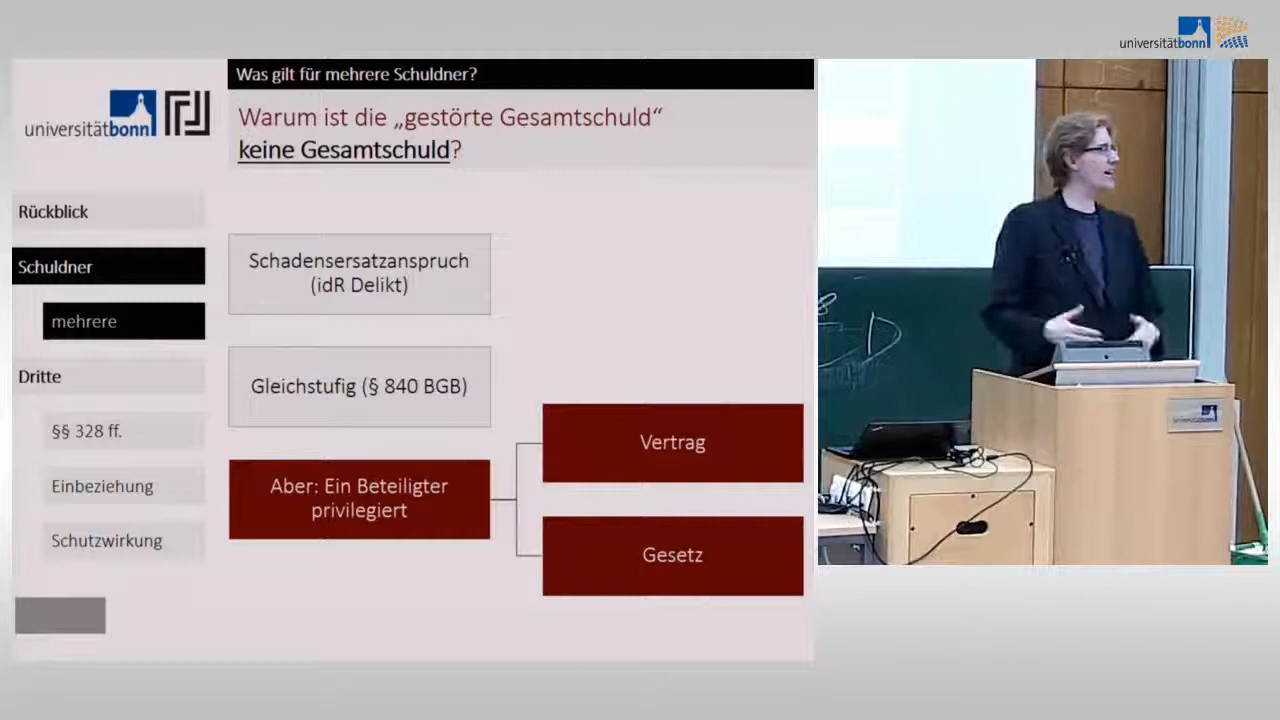 universitätbonn
Was gilt für mehrere Schuldner?
universitätbonn
Warum ist die „gestörte Gesamtschuld“
keine Gesamtschuld?
Rückblick
Schuldner
mehrere
Dritte
§§ 328 ff.
Einbeziehung
Schutzwirkung
Schadensersatzanspruch
(idR Delikt)
Gleichstufig (§ 840 BGB)
Aber: Ein Beteiligter
privilegiert
Vertrag
Gesetz
universitätbonn